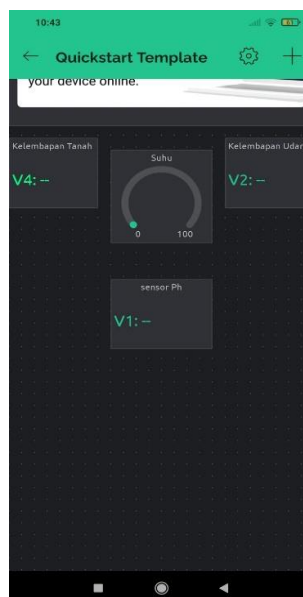 10:43
Quickstart Template
your device online.
Kelembapan Tanah
V4: --
Suhu
0 100
Kelembapan Udar
V2: --
sensor Ph
V1: --